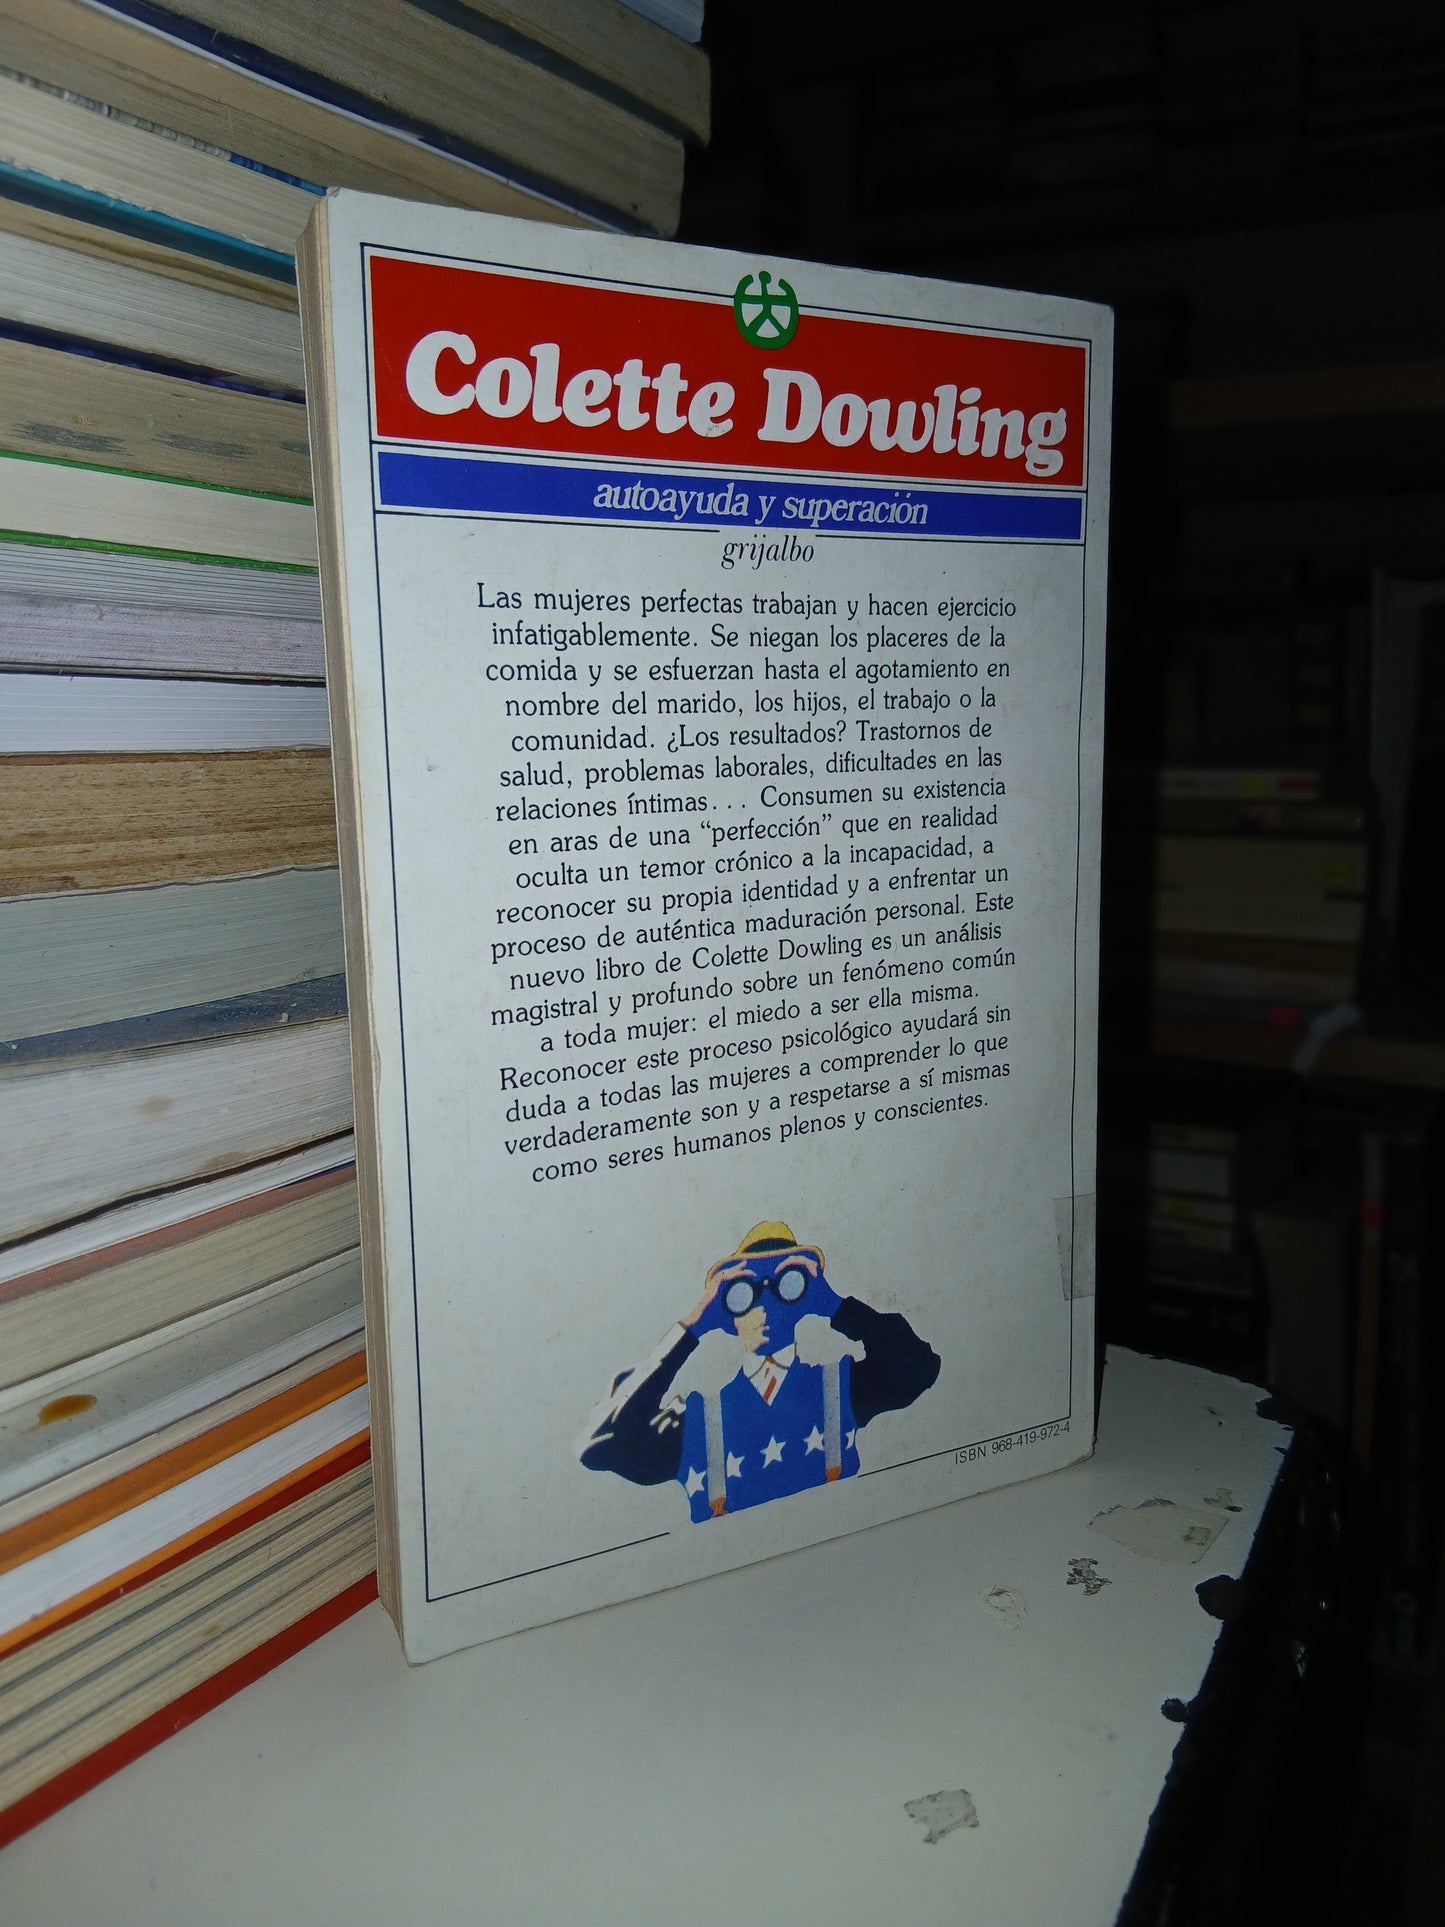 Colette Dowling
autoayuda y superación
grijalbo
Las mujeres perfectas trabajan y hacen ejercicio
infatigablemente. Se niegan los placeres de la
comida y se esfuerzan hasta el agotamiento en
nombre del marido, los hijos, el trabajo o la
comunidad. ¿Los resultados? Trastornos de
salud, problemas laborales, dificultades en las
relaciones íntimas. . . Consumen su existencia
en aras de una “perfección” que en realidad
oculta un temor crónico a la incapacidad, a
reconocer su propia identidad y a enfrentar un
proceso de auténtica maduración personal. Este
nuevo libro de Colette Dowling es un análisis
magistral y profundo sobre un fenómeno común
a toda mujer: el miedo a ser ella misma.
Reconocer este proceso psicológico ayudará sin
duda a todas las mujeres a comprender lo que
verdaderamente son y a respetarse a sí mismas
como seres humanos plenos y conscientes.
ISBN 968-419-972-4